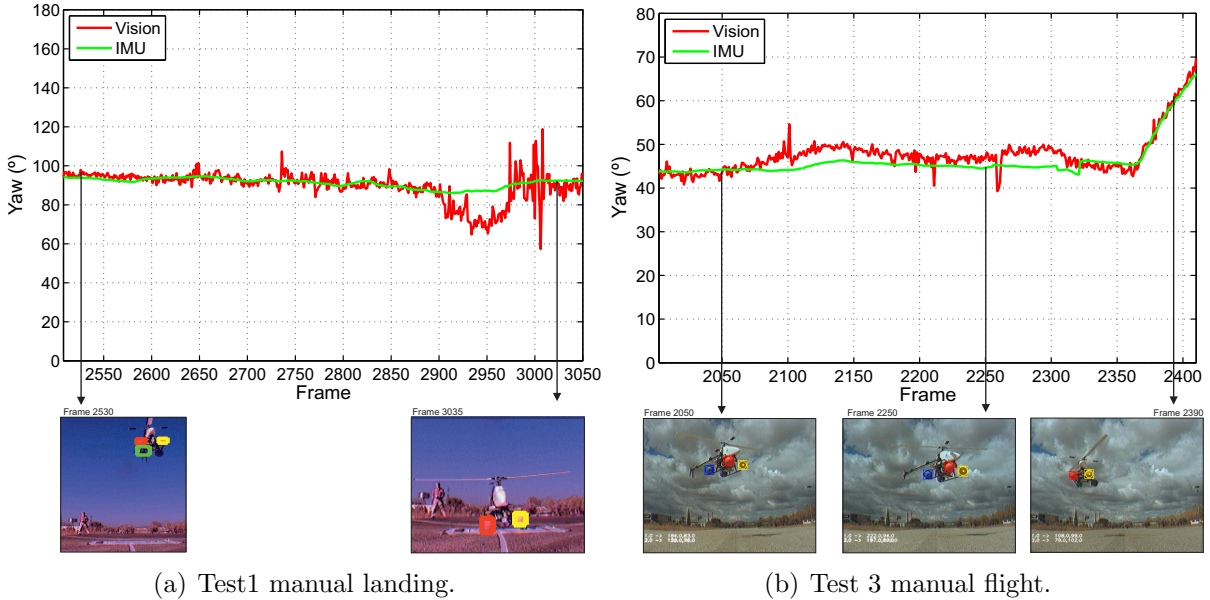 180
160
140
120
100
80
60
40
20
0
Yaw (º)
Vision
IMU
2550 2600 2650 2700 2750 2800 2850 2900 2950 3000 3050
Frame
Frame 2530
Frame 3035
(a) Test1 manual landing.
80
70
60
50
40
30
20
10
0
Yaw (º)
Vision
IMU
2050 2100 2150 2200 2250 2300 2350 2400
Frame
Frame 2050
Frame 2250
Frame 2390
(b) Test 3 manual flight.